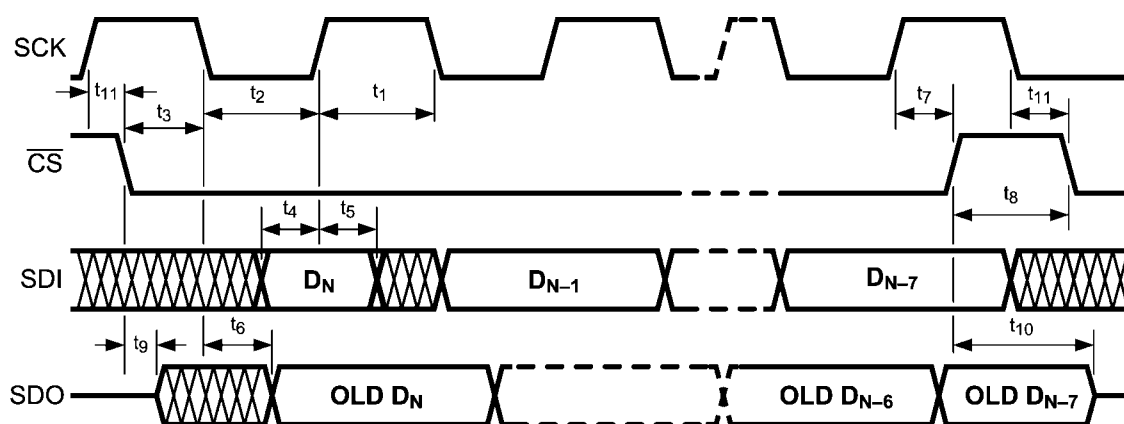 SCK
t11 t3 t2 t1 t7 t11
CS
t4 t5 t8
SDI DN DN–1 DN–7
t9 t6 t10
SDO OLD DN OLD DN–6 OLD DN–7